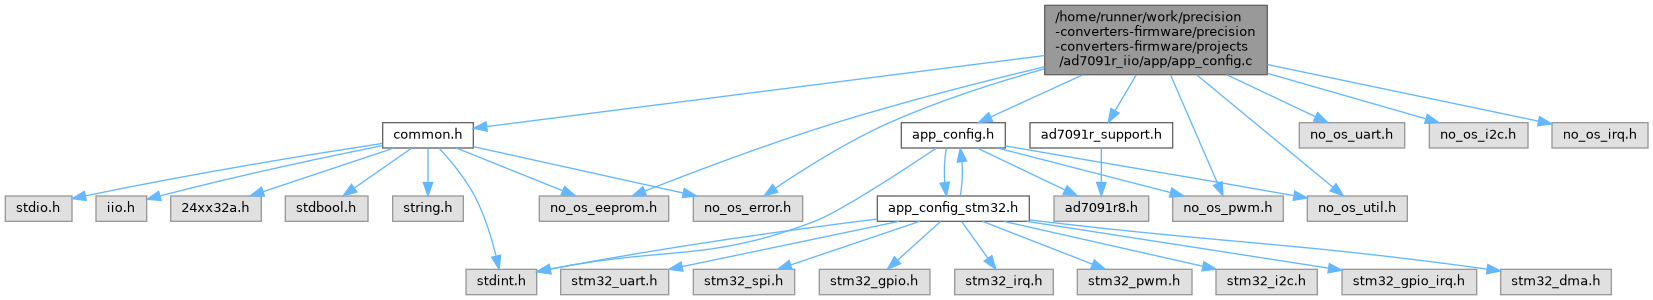 /home/runner/work/precision
-converters-firmware/precision
-converters-firmware/projects
/ad7091r_iio/app/app_config.c
common.h
app_config.h
ad7091r_support.h
no_os_uart.h
no_os_i2c.h
no_os_irq.h
stdio.h
iio.h
24xx32a.h
stdbool.h
string.h
no_os_eeprom.h
no_os_error.h
app_config_stm32.h
ad7091r8.h
no_os_pwm.h
no_os_util.h
stdint.h
stm32_uart.h
stm32_spi.h
stm32_gpio.h
stm32_irq.h
stm32_pwm.h
stm32_i2c.h
stm32_gpio_irq.h
stm32_dma.h